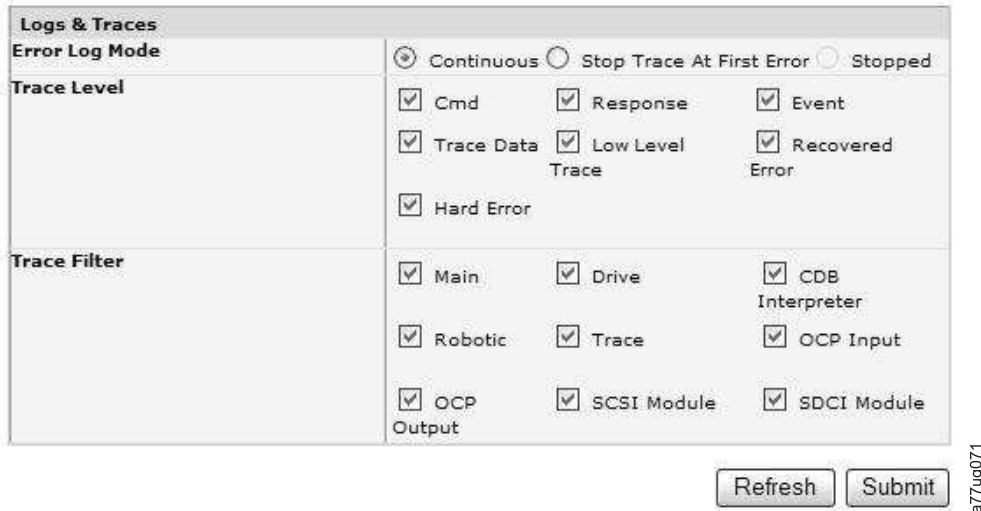 Logs & Traces
Error Log Mode
Continuous Stop Trace At First Error Stopped
Trace Level
Cmd Response Event
Trace Data Low Level Trace Recovered Error
Hard Error
Trace Filter
Main Drive CDB Interpreter
Robotic Trace OCP Input
OCP Output SCSI Module SDCI Module
Refresh Submit
a77ug071